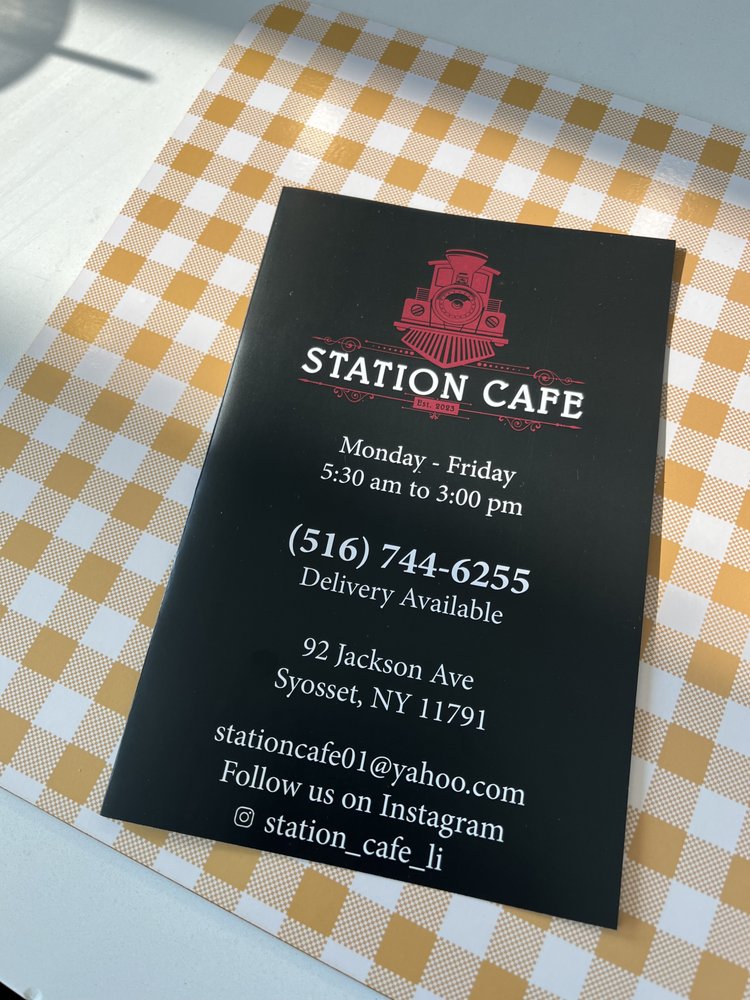 STATION CAFE
Est. 2023
Monday - Friday
5:30 am to 3:00 pm
(516) 744-6255
Delivery Available
92 Jackson Ave
Syosset, NY 11791
stationcafe01@yahoo.com
Follow us on Instagram
station_cafe_li